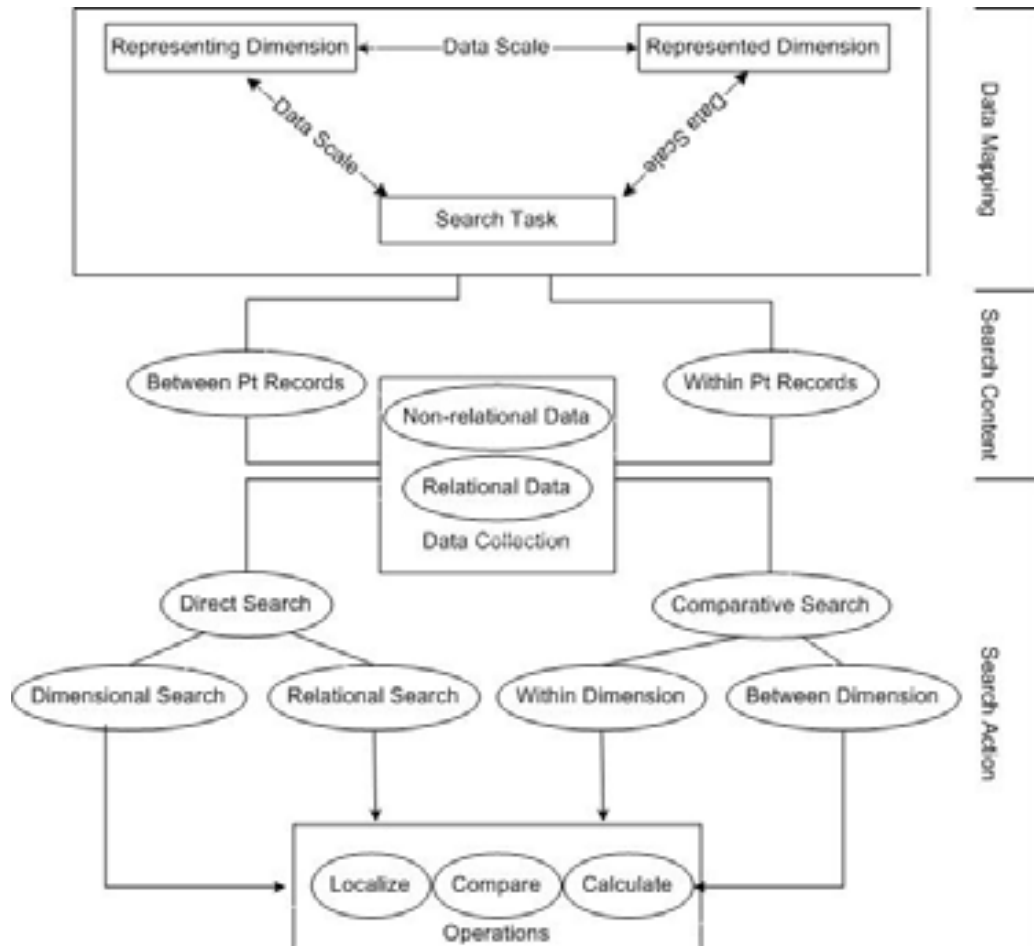 Representing Dimension
Data Scale
Represented Dimension
Data Scale
Data Scale
Search Task
Data Mapping
Between Pt Records
Within Pt Records
Non-relational Data
Relational Data
Data Collection
Search Content
Direct Search
Comparative Search
Dimensional Search
Relational Search
Within Dimension
Between Dimension
Search Action
Localize
Compare
Calculate
Operations